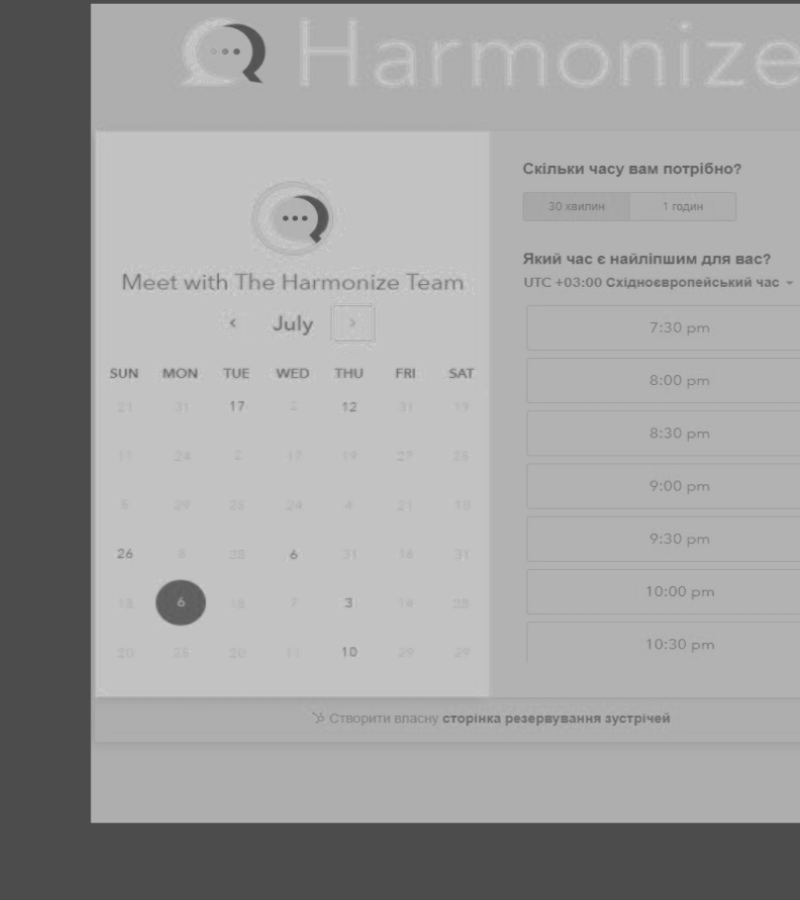 Harmonize
Meet with The Harmonize Team
July
SUN MON TUE WED THU FRI SAT
21 31 17 2 12 31 19
11 24 2 17 19 27 25
5 29 25 24 4 21 18
26 8 25 6 31 16 31
18 6 18 7 3 14 23
20 25 20 11 10 29 29
Скільки часу вам потрібно?
30 хвилин 1 годин
Який час є найліпшим для вас?
UTC +03:00 Східноєвропейський час
7:30 pm
8:00 pm
8:30 pm
9:00 pm
9:30 pm
10:00 pm
10:30 pm
Створити власну сторінка резервування зустрічей